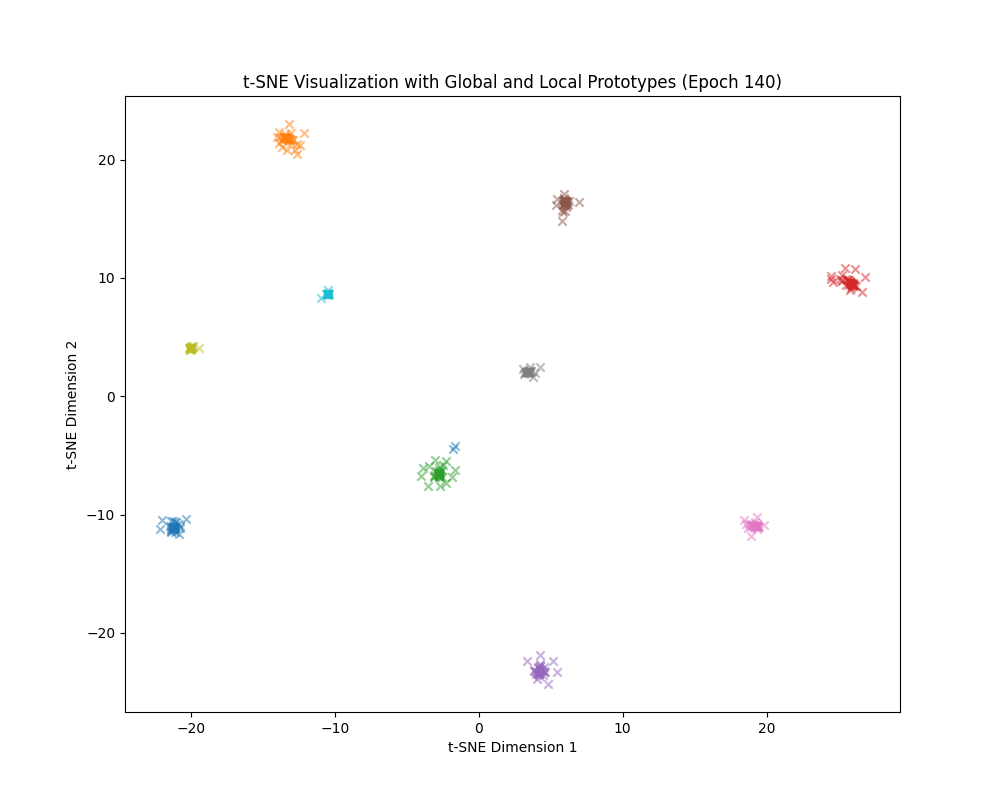 t-SNE Visualization with Global and Local Prototypes (Epoch 140)
20
10
0
−10
−20
t-SNE Dimension 2
−20 −10 0 10 20
t-SNE Dimension 1